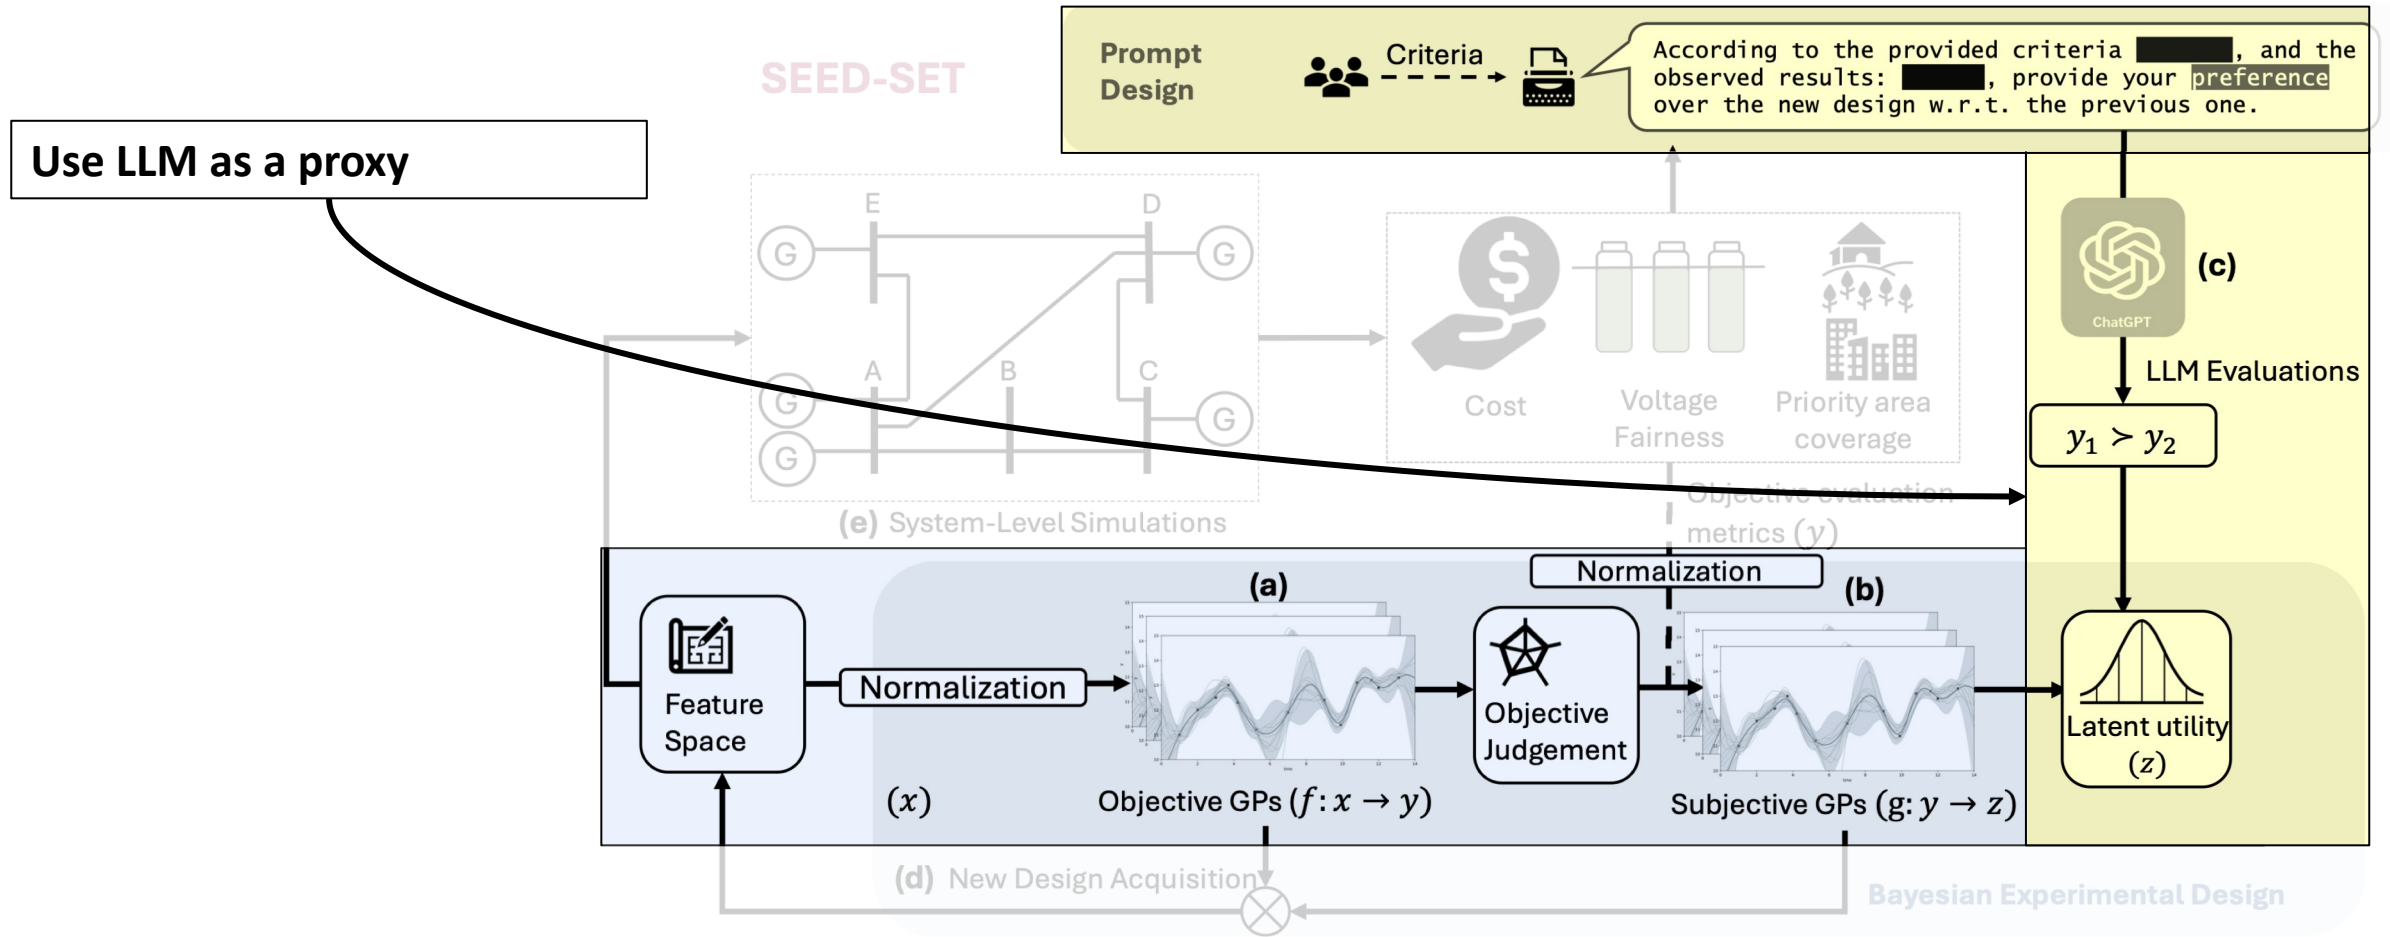 SEED-SET
Prompt
Design
Criteria
According to the provided criteria , and the
observed results: , provide your preference
over the new design w.r.t. the previous one.
Use LLM as a proxy
E
D
G
G
A
B
C
G
G
G
(e) System-Level Simulations
Cost
Voltage
Fairness
Priority area
coverage
Objective evaluation
metrics (y)
ChatGPT
(c)
LLM Evaluations
y₁ ≻ y₂
Normalization
(a)
(b)
Feature
Space
Normalization
Objective
Judgement
Latent utility
(z)
(x)
Objective GPs (f: x → y)
Subjective GPs (g: y → z)
(d) New Design Acquisition
Bayesian Experimental Design